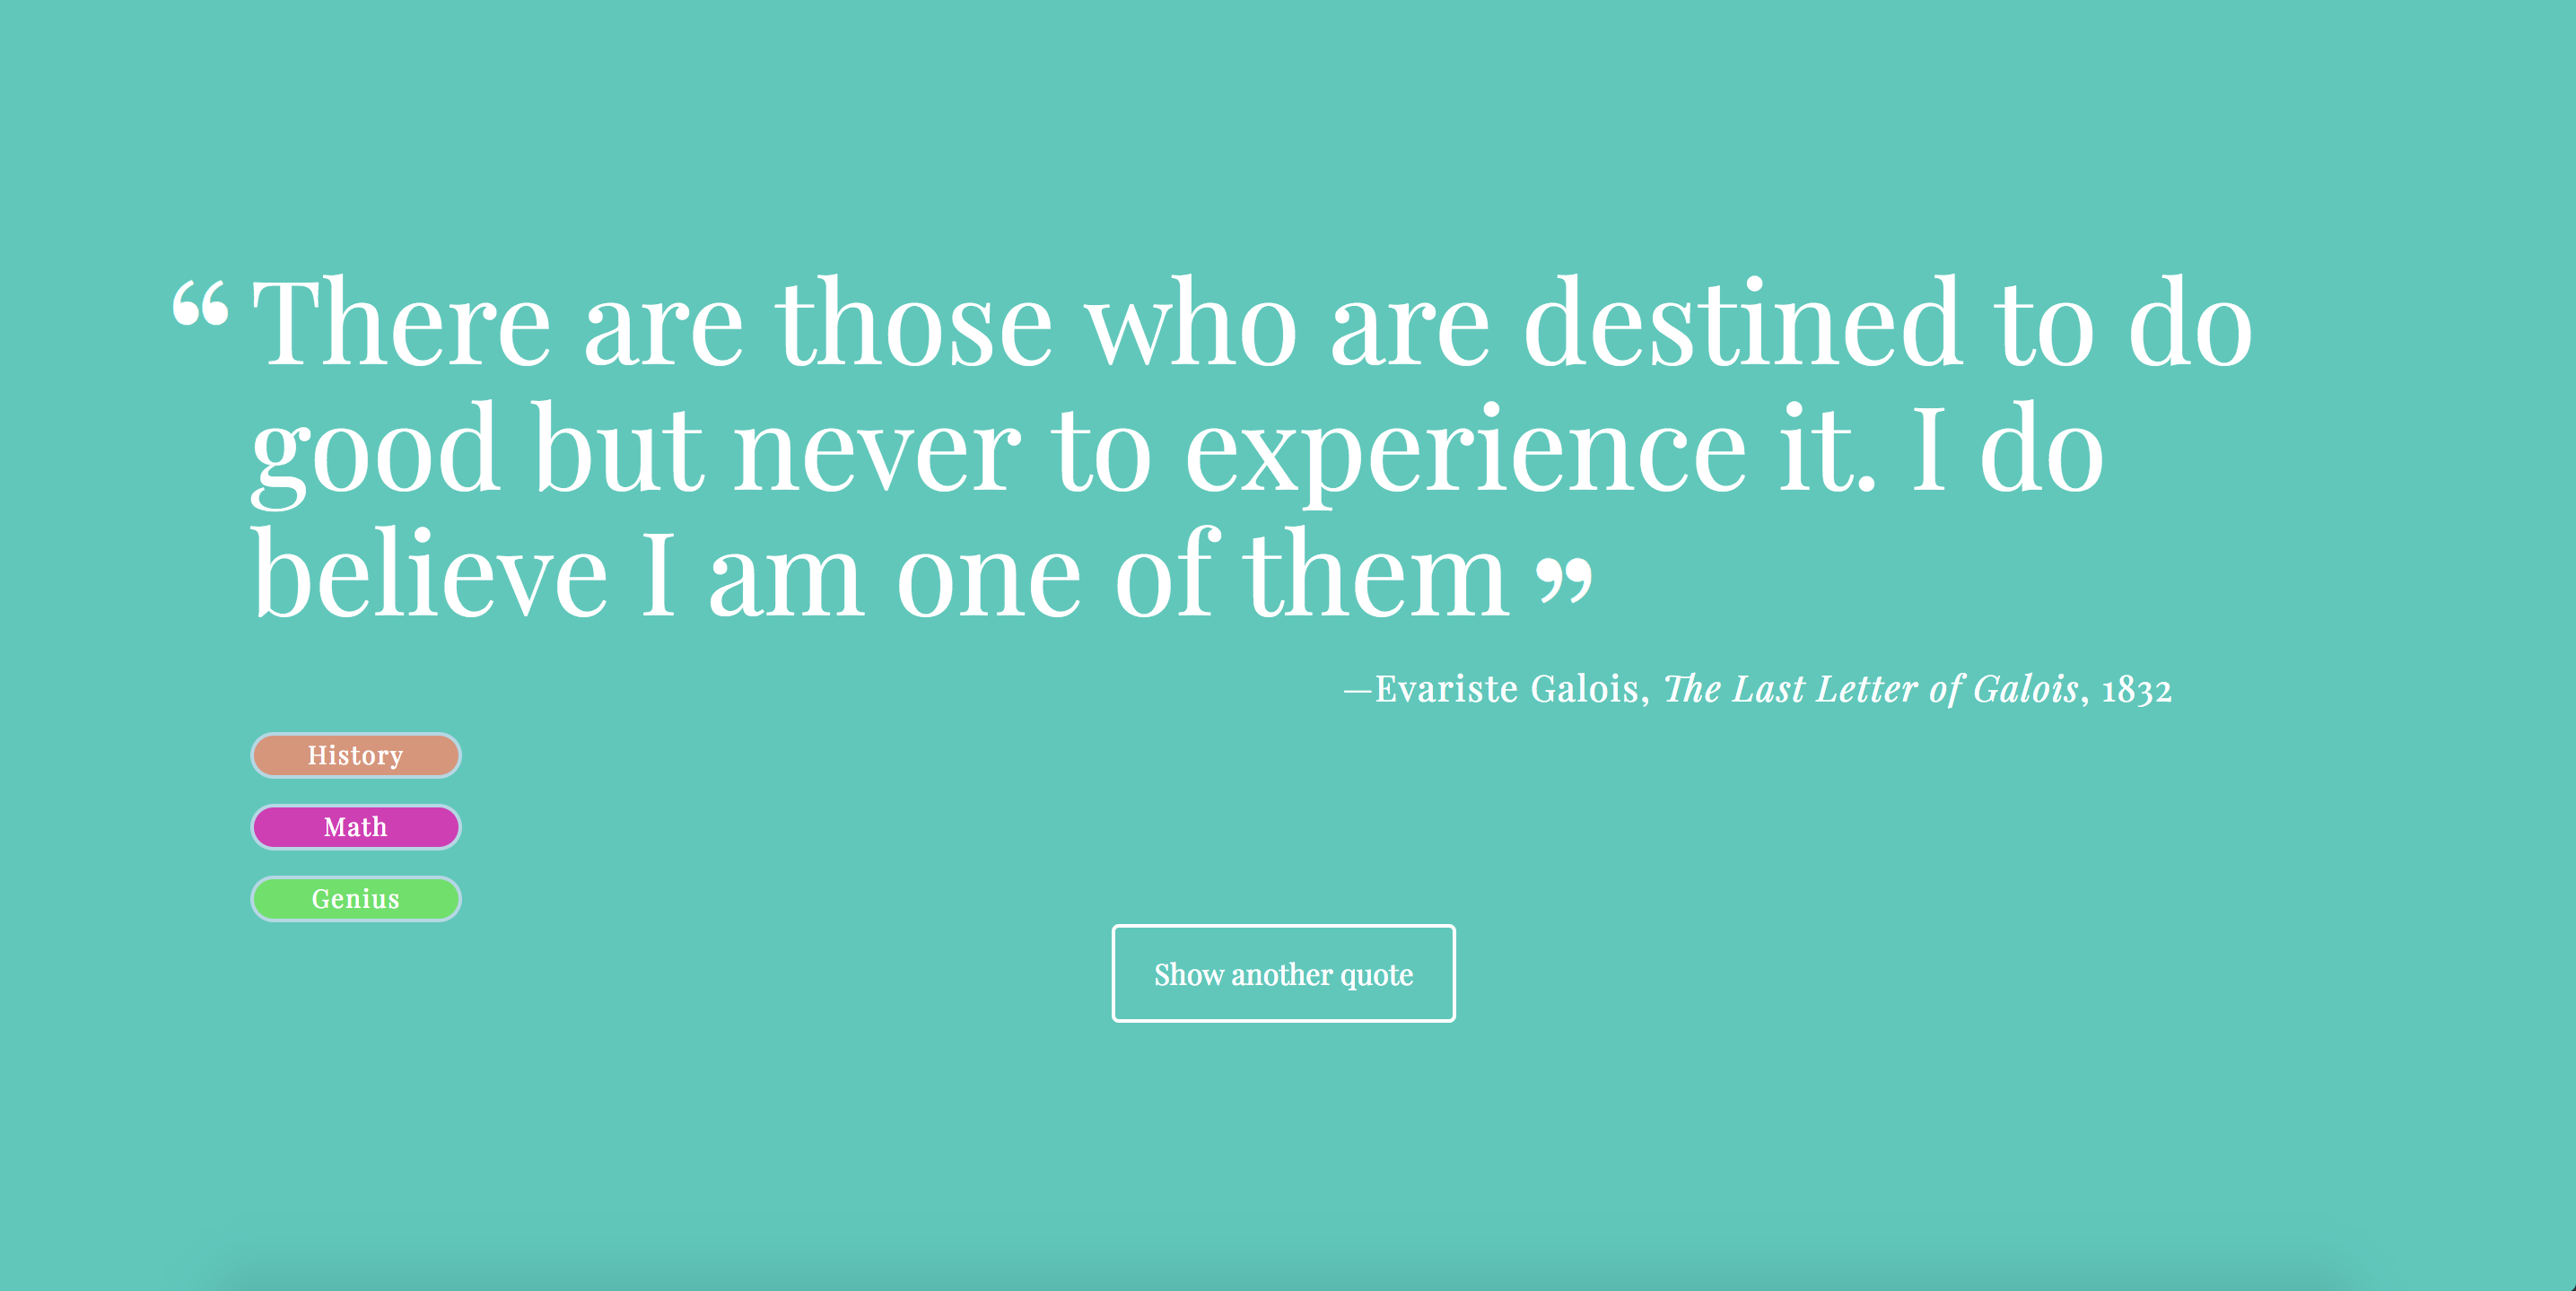 “There are those who are destined to do
good but never to experience it. I do
believe I am one of them ”
—Evariste Galois, The Last Letter of Galois, 1832
History
Math
Genius
Show another quote